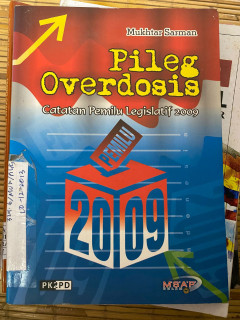 Mukhtar Sarman
Pileg
Overdosis
Catatan Pemilu Legislatif 2009
PEMILU
2009
PK2PD